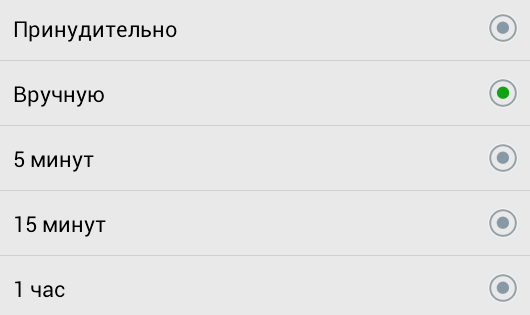 Принудительно
Вручную
5 минут
15 минут
1 час